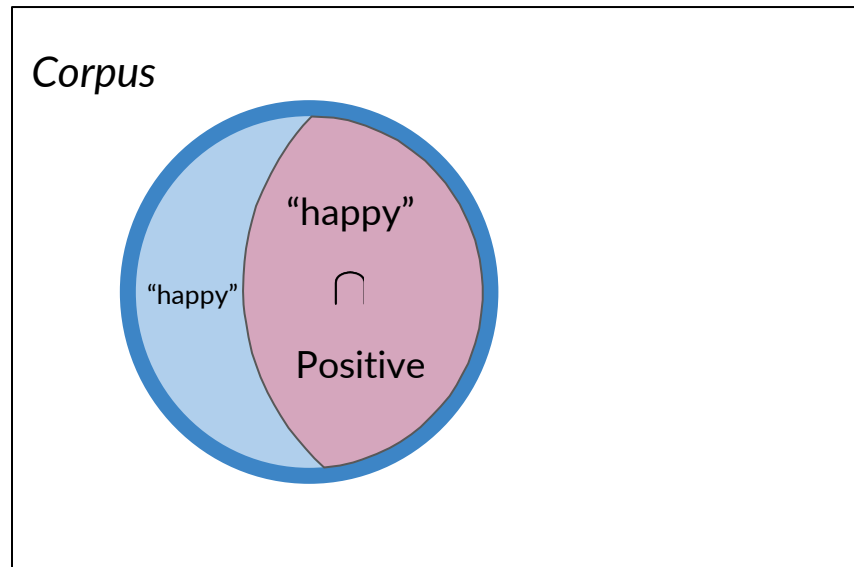 Corpus
“happy”
“happy”
∩
Positive